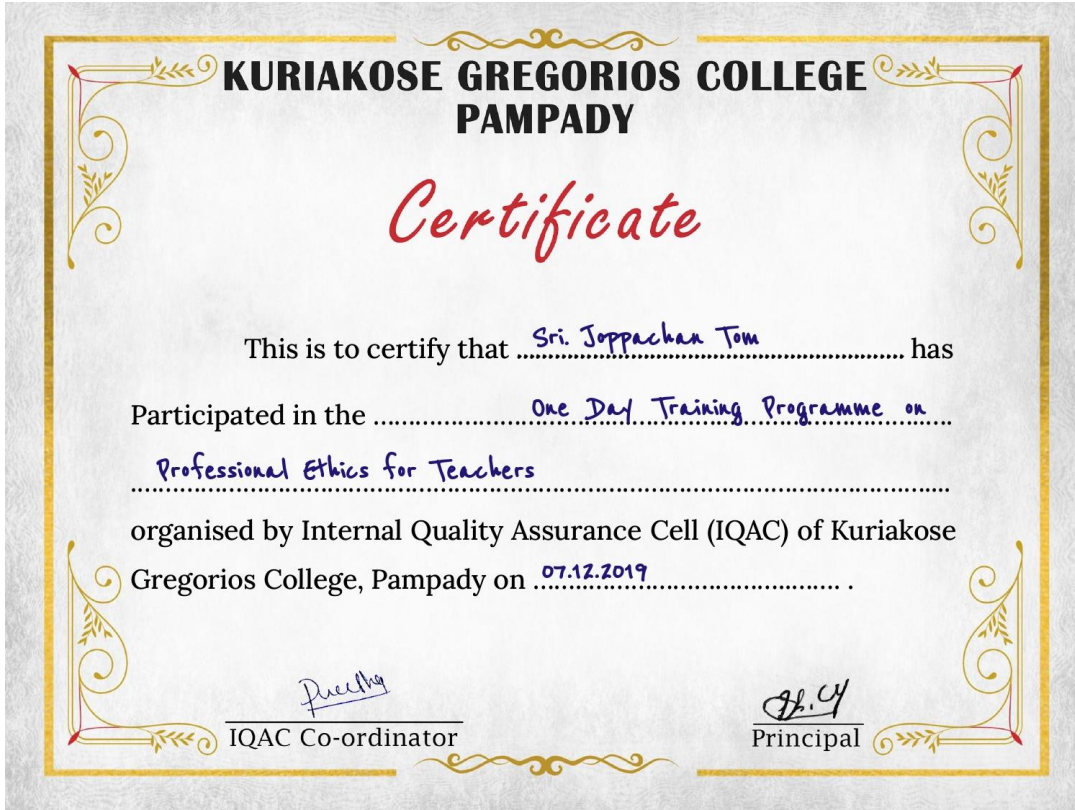 KURIAKOSE GREGORIOS COLLEGE
PAMPADY
Certificate
This is to certify that Sri. Joppachan Tom has
Participated in the One Day Training Programme on
Professional Ethics for Teachers
organised by Internal Quality Assurance Cell (IQAC) of Kuriakose
Gregorios College, Pampady on 07.12.2019 .
IQAC Co-ordinator
Principal